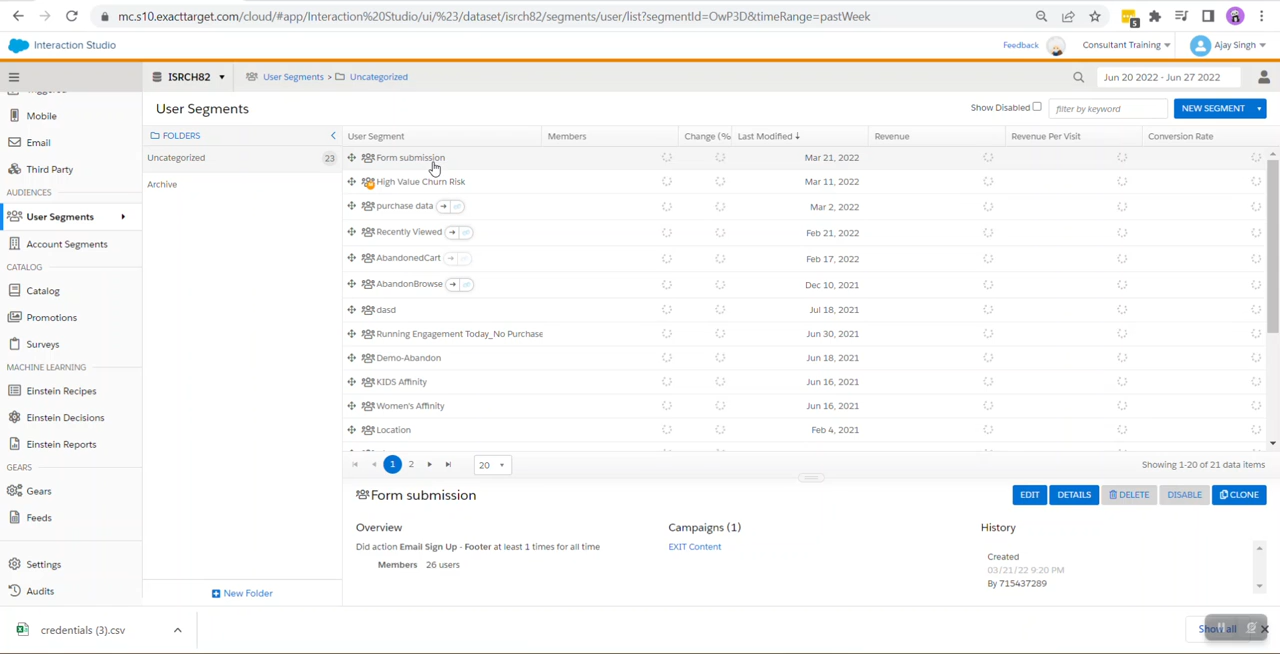 mc.s10.exacttarget.com/cloud/#app/Interaction%20Studio/ui/%23/dataset/isrch82/segments/user/list?segmentId=OwP3D&timeRange=pastWeek
5
Interaction Studio
Feedback
Consultant Training
Ajay Singh
ISRCH82
User Segments > Uncategorized
Jun 20 2022 - Jun 27 2022
Mobile
Email
Third Party
AUDIENCES
User Segments
Account Segments
CATALOG
Catalog
Promotions
Surveys
MACHINE LEARNING
Einstein Recipes
Einstein Decisions
Einstein Reports
GEARS
Gears
Feeds
Settings
Audits
User Segments
Show Disabled
filter by keyword
NEW SEGMENT
FOLDERS
Uncategorized 23
Archive
New Folder
User Segment Members Change (% Last Modified Revenue Revenue Per Visit Conversion Rate
Form submission Mar 21, 2022
High Value Churn Risk Mar 11, 2022
purchase data Mar 2, 2022
Recently Viewed Feb 21, 2022
AbandonedCart Feb 17, 2022
AbandonBrowse Dec 10, 2021
dasd Jul 18, 2021
Running Engagement Today_No Purchase Jun 30, 2021
Demo-Abandon Jun 18, 2021
KIDS Affinity Jun 16, 2021
Women's Affinity Jun 16, 2021
Location Feb 4, 2021
1 2 20 Showing 1-20 of 21 data items
Form submission
EDIT DETAILS DELETE DISABLE CLONE
Overview
Did action Email Sign Up - Footer at least 1 times for all time
Members 26 users
Campaigns (1)
EXIT Content
History
Created
03/21/22 9:20 PM
By 715437289
credentials (3).csv
Show all